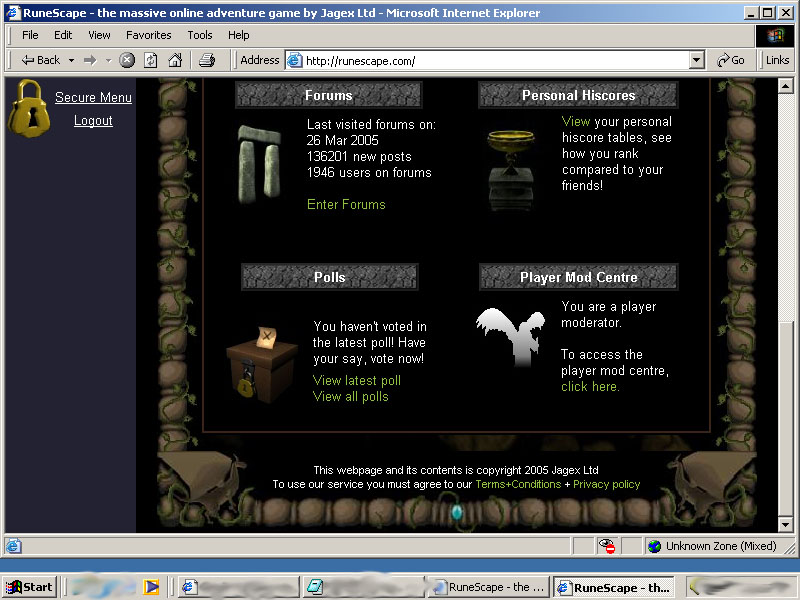 RuneScape - the massive online adventure game by Jagex Ltd - Microsoft Internet Explorer
File Edit View Favorites Tools Help
Back Address http://runescape.com/ Go Links
Secure Menu
Logout
Forums
Last visited forums on:
26 Mar 2005
136201 new posts
1946 users on forums
Enter Forums
Personal Hiscores
View your personal
hiscore tables, see
how you rank
compared to your
friends!
Polls
You haven't voted in
the latest poll! Have
your say, vote now!
View latest poll
View all polls
Player Mod Centre
You are a player
moderator.
To access the
player mod centre,
click here.
This webpage and its contents is copyright 2005 Jagex Ltd
To use our service you must agree to our Terms+Conditions + Privacy policy
Unknown Zone (Mixed)
Start RuneScape - the ... RuneScape - th...